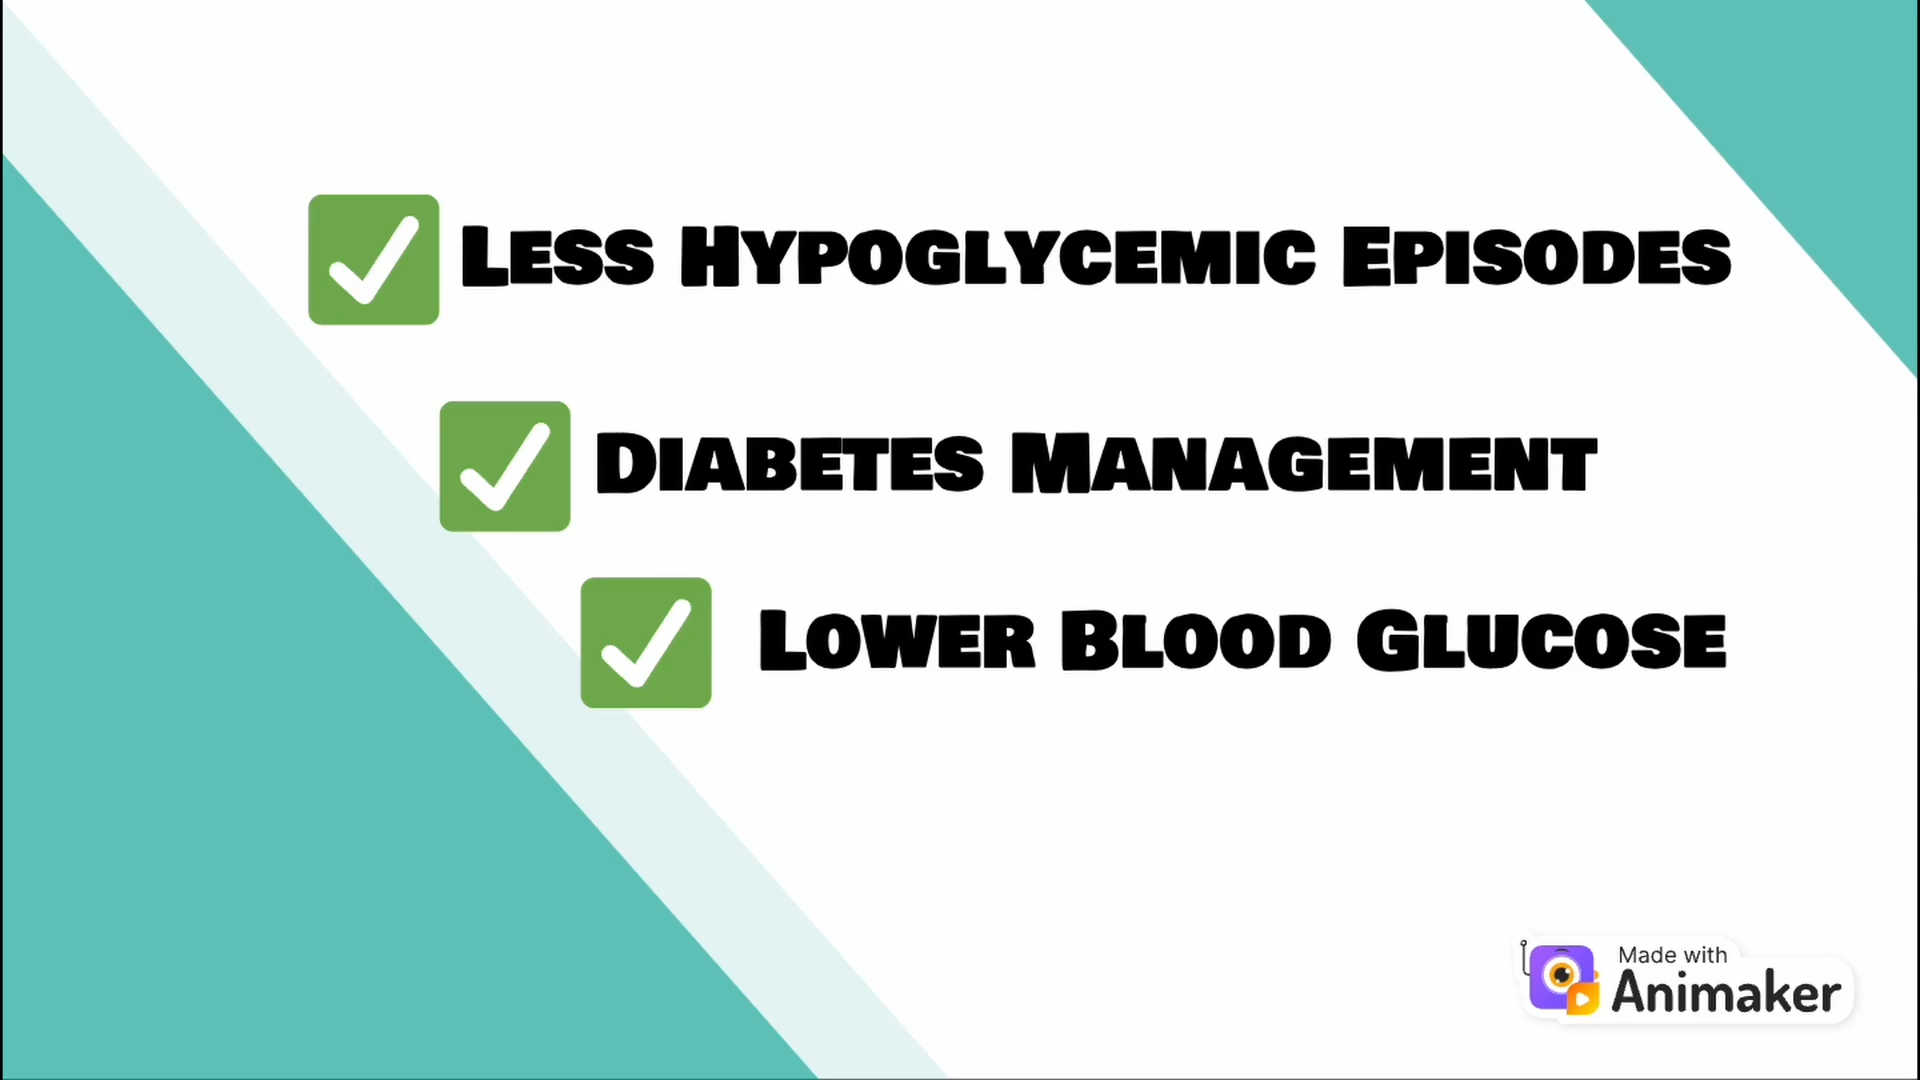 Less Hypoglycemic Episodes
Diabetes Management
Lower Blood Glucose
Made with
Animaker